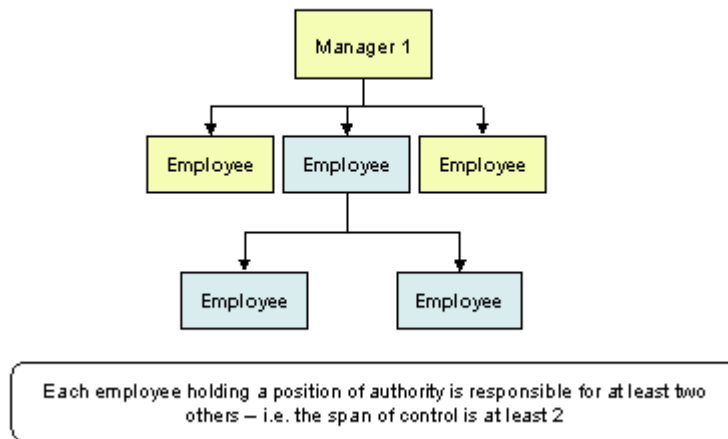 Manager 1
Employee
Employee
Employee
Employee
Employee
Each employee holding a position of authority is responsible for at least two
others – i.e. the span of control is at least 2